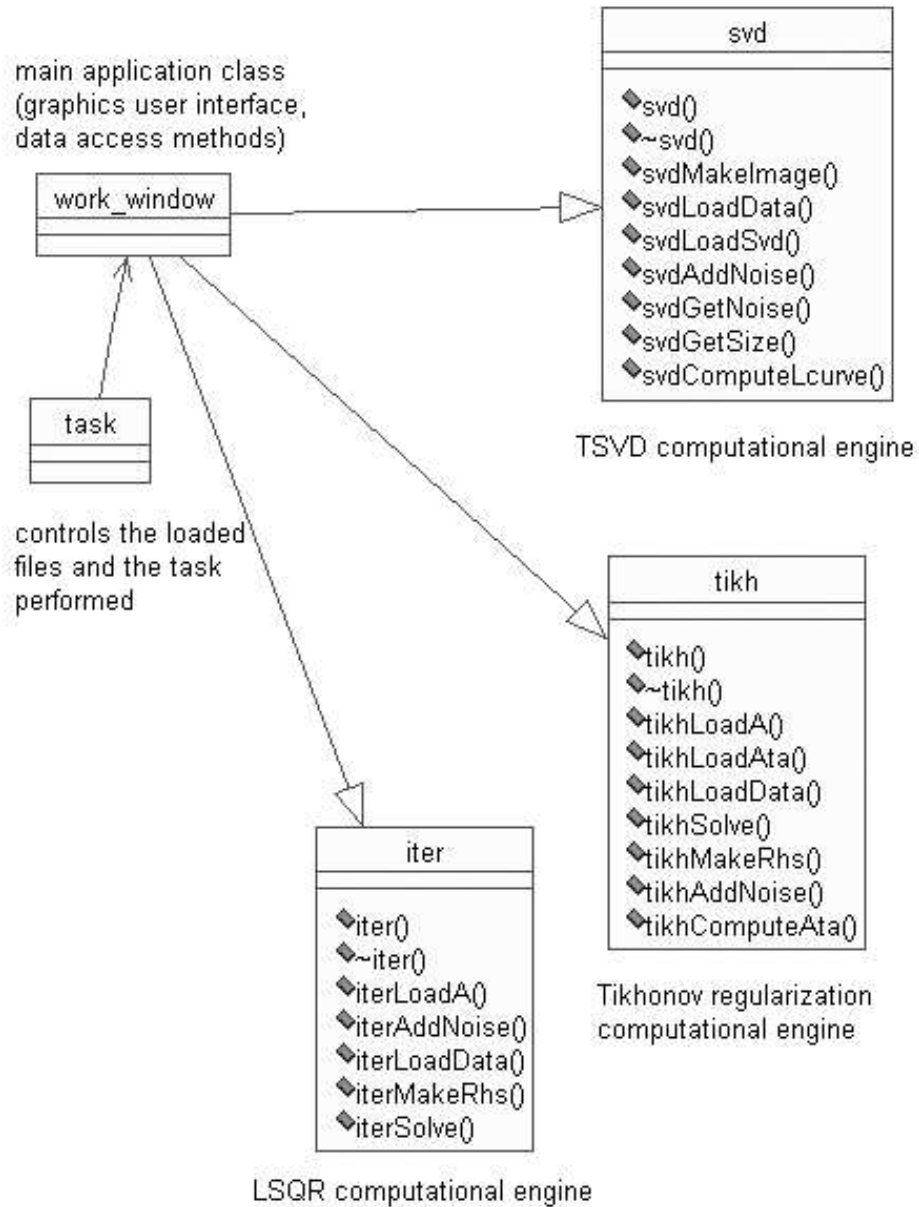 main application class
(graphics user interface,
data access methods)
work_window
task
controls the loaded
files and the task
performed
svd
svd()
~svd()
svdMakeImage()
svdLoadData()
svdLoadSvd()
svdAddNoise()
svdGetNoise()
svdGetSize()
svdComputeLcurve()
TSVD computational engine
tikh
tikh()
~tikh()
tikhLoadA()
tikhLoadAta()
tikhLoadData()
tikhSolve()
tikhMakeRhs()
tikhAddNoise()
tikhComputeAta()
Tikhonov regularization
computational engine
iter
iter()
~iter()
iterLoadA()
iterAddNoise()
iterLoadData()
iterMakeRhs()
iterSolve()
LSQR computational engine